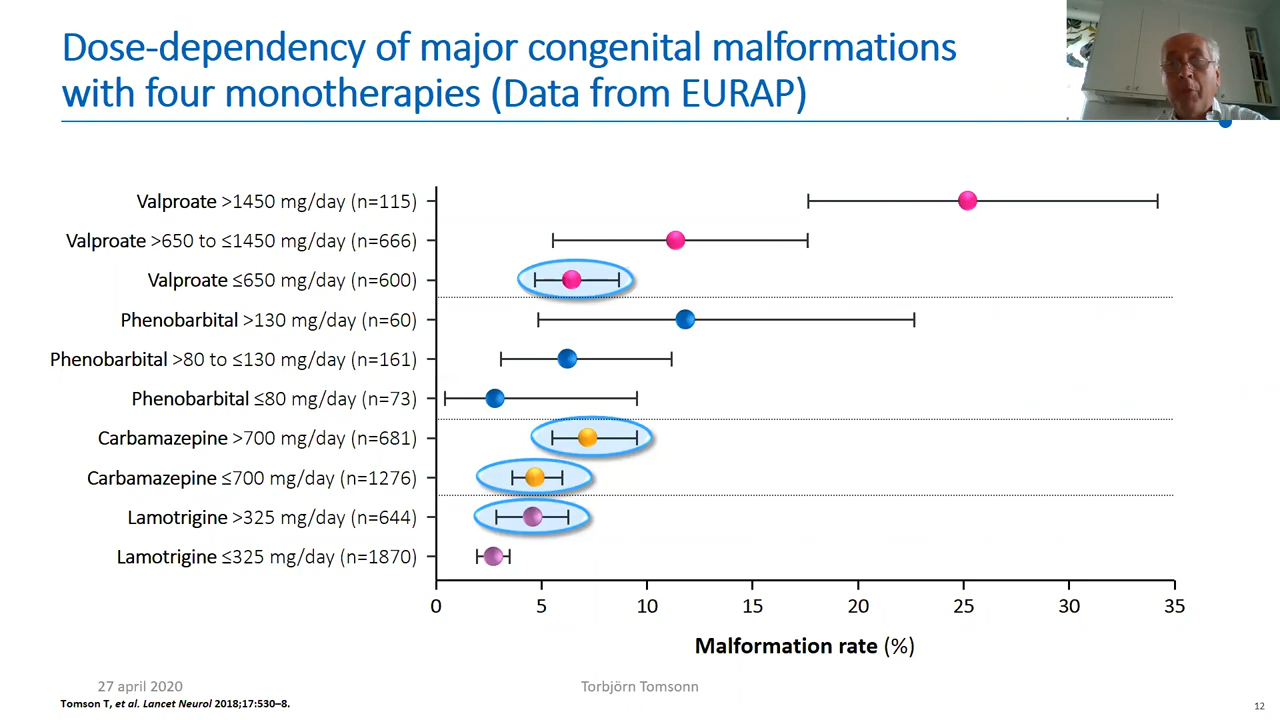 Dose-dependency of major congenital malformations
with four monotherapies (Data from EURAP)
Valproate >1450 mg/day (n=115)
Valproate >650 to ≤1450 mg/day (n=666)
Valproate ≤650 mg/day (n=600)
Phenobarbital >130 mg/day (n=60)
Phenobarbital >80 to ≤130 mg/day (n=161)
Phenobarbital ≤80 mg/day (n=73)
Carbamazepine >700 mg/day (n=681)
Carbamazepine ≤700 mg/day (n=1276)
Lamotrigine >325 mg/day (n=644)
Lamotrigine ≤325 mg/day (n=1870)
0 5 10 15 20 25 30 35
Malformation rate (%)
27 april 2020 Torbjörn Tomsonn
Tomson T, et al. Lancet Neurol 2018;17:530–8.
12